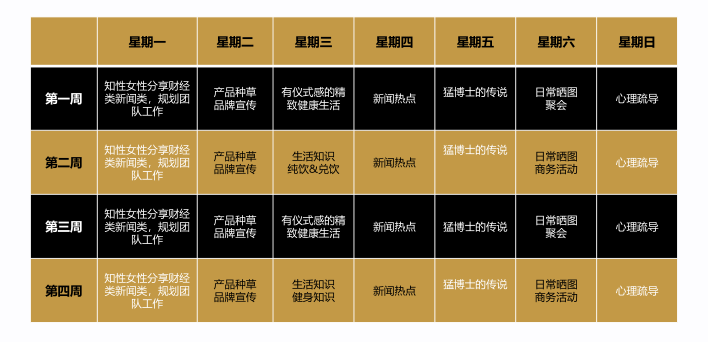 星期一 星期二 星期三 星期四 星期五 星期六 星期日
第一周
知性女性分享财经
类新闻类，规划团
队工作
产品种草
品牌宣传
有仪式感的精
致健康生活
新闻热点
猛博士的传说
日常晒图
聚会
心理疏导
第二周
知性女性分享财经
类新闻类，规划团
队工作
产品种草
品牌宣传
生活知识
纯饮&兑饮
新闻热点
猛博士的传说
日常晒图
商务活动
心理疏导
第三周
知性女性分享财经
类新闻类，规划团
队工作
产品种草
品牌宣传
有仪式感的精
致健康生活
新闻热点
猛博士的传说
日常晒图
聚会
心理疏导
第四周
知性女性分享财经
类新闻类，规划团
队工作
产品种草
品牌宣传
生活知识
健身知识
新闻热点
猛博士的传说
日常晒图
商务活动
心理疏导